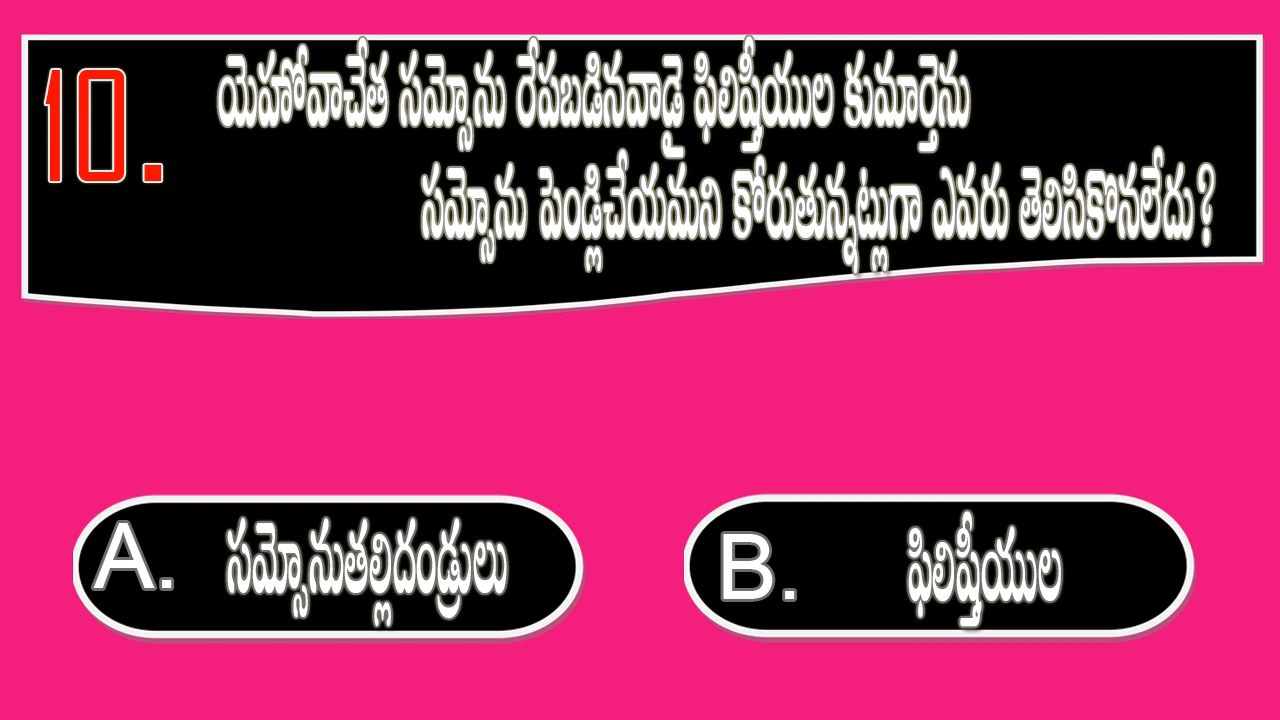 10. యెహోవాచేత సమ్సోను రేపబడినవాడై ఫిలిష్తీయుల కుమార్తెను
సమ్సోను పెండ్లిచేయమని కోరుతున్నట్లుగా ఎవరు తెలిసికొనలేదు?
A. సమ్సోనుతల్లిదండ్రులు
B. ఫిలిష్తీయుల